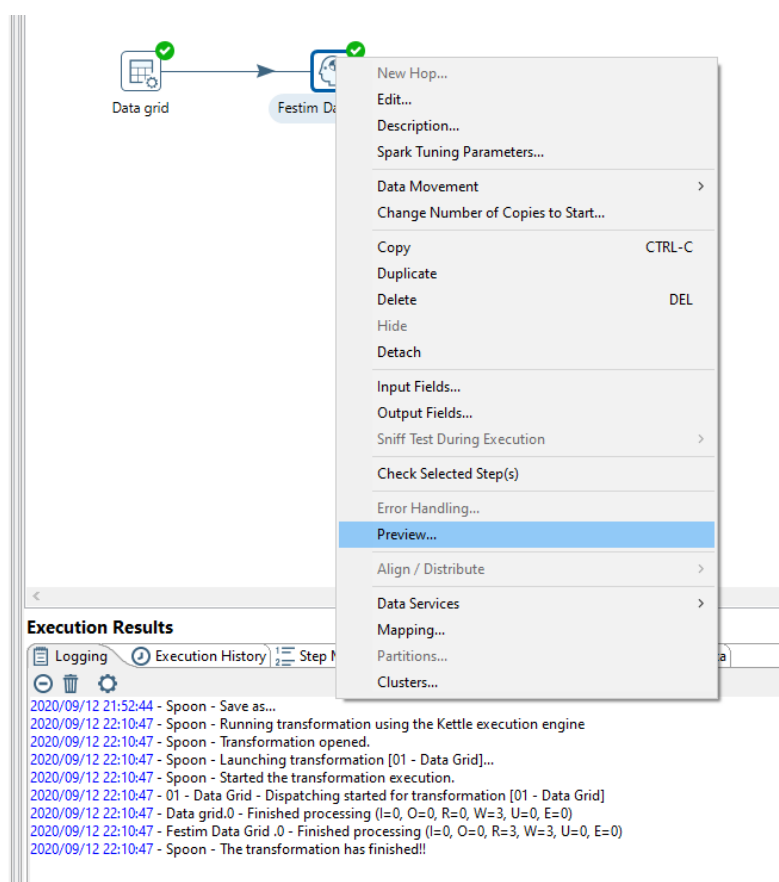 Data grid
Festim Da
New Hop...
Edit...
Description...
Spark Tuning Parameters...
Data Movement
Change Number of Copies to Start...
Copy CTRL-C
Duplicate
Delete DEL
Hide
Detach
Input Fields...
Output Fields...
Sniff Test During Execution
Check Selected Step(s)
Error Handling...
Preview...
Align / Distribute
Data Services
Mapping...
Partitions...
Clusters...
Execution Results
Logging Execution History Step M a
2020/09/12 21:52:44 - Spoon - Save as...
2020/09/12 22:10:47 - Spoon - Running transformation using the Kettle execution engine
2020/09/12 22:10:47 - Spoon - Transformation opened.
2020/09/12 22:10:47 - Spoon - Launching transformation [01 - Data Grid]...
2020/09/12 22:10:47 - Spoon - Started the transformation execution.
2020/09/12 22:10:47 - 01 - Data Grid - Dispatching started for transformation [01 - Data Grid]
2020/09/12 22:10:47 - Data grid.0 - Finished processing (I=0, O=0, R=0, W=3, U=0, E=0)
2020/09/12 22:10:47 - Festim Data Grid .0 - Finished processing (I=0, O=0, R=3, W=3, U=0, E=0)
2020/09/12 22:10:47 - Spoon - The transformation has finished!!